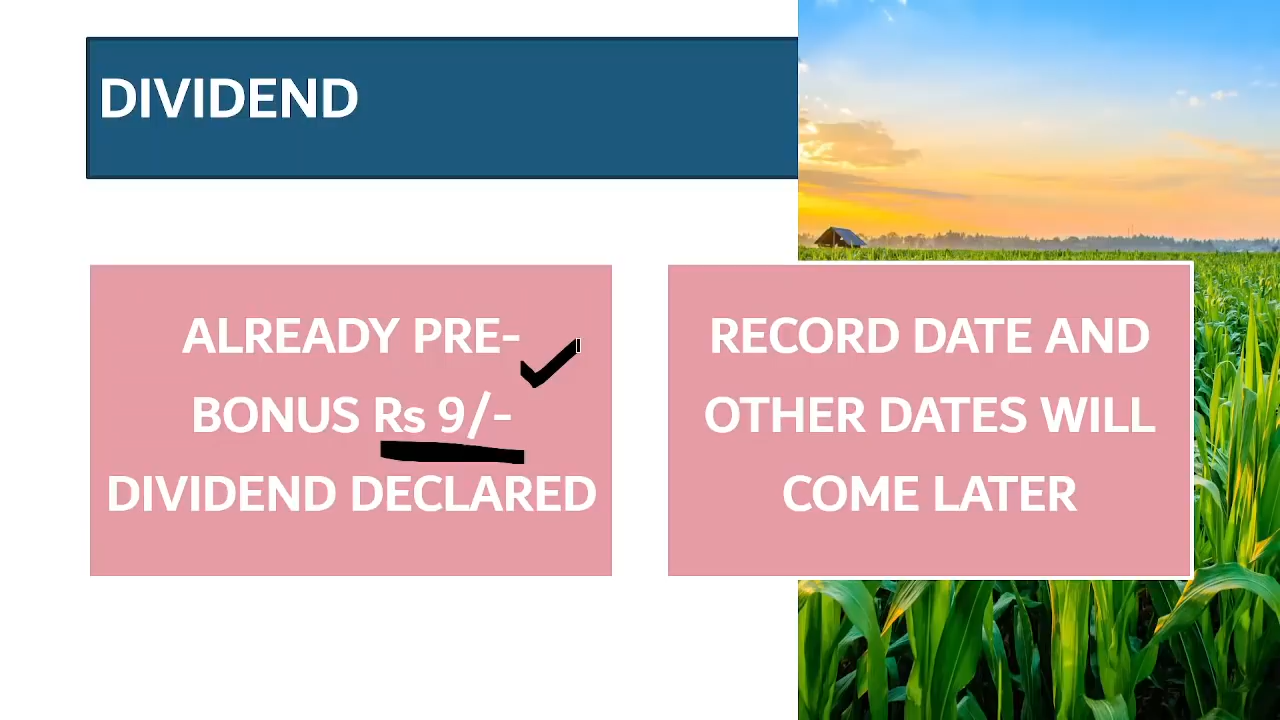 DIVIDEND
ALREADY PRE-
BONUS Rs 9/-
DIVIDEND DECLARED
RECORD DATE AND
OTHER DATES WILL
COME LATER